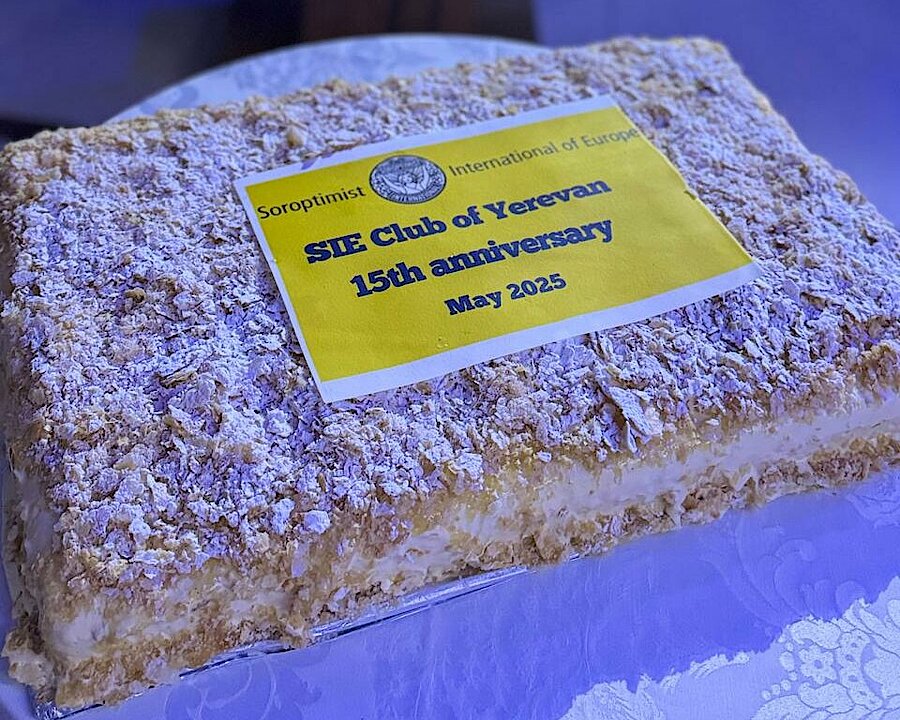 Soroptimist International of Europe
SIE Club of Yerevan
15th anniversary
May 2025